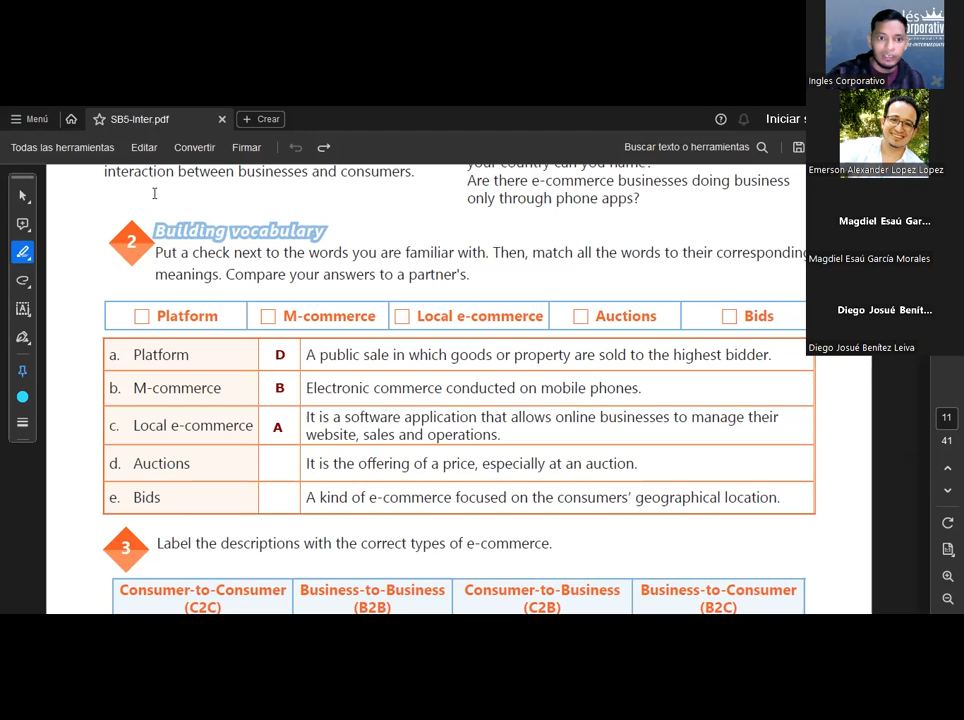 lés
orporativ
E-INTERMEDIATE
Ingles Corporativo
Menú
SB5-Inter.pdf
Crear
Iniciar s
Todas las herramientas
Editar
Convertir
Firmar
Buscar texto o herramientas
Emerson Alexander Lopez Lopez
Magdiel Esaú Gar...
Magdiel Esaú García Morales
Diego Josué Benít...
Diego Josué Benítez Leiva
interaction between businesses and consumers.
your country can you name?
Are there e-commerce businesses doing business
only through phone apps?
2
Building vocabulary
Put a check next to the words you are familiar with. Then, match all the words to their corresponding
meanings. Compare your answers to a partner's.
Platform
M-commerce
Local e-commerce
Auctions
Bids
a. Platform D A public sale in which goods or property are sold to the highest bidder.
b. M-commerce B Electronic commerce conducted on mobile phones.
c. Local e-commerce A It is a software application that allows online businesses to manage their
website, sales and operations.
d. Auctions It is the offering of a price, especially at an auction.
e. Bids A kind of e-commerce focused on the consumers' geographical location.
3
Label the descriptions with the correct types of e-commerce.
Consumer-to-Consumer
(C2C)
Business-to-Business
(B2B)
Consumer-to-Business
(C2B)
Business-to-Consumer
(B2C)
11
41